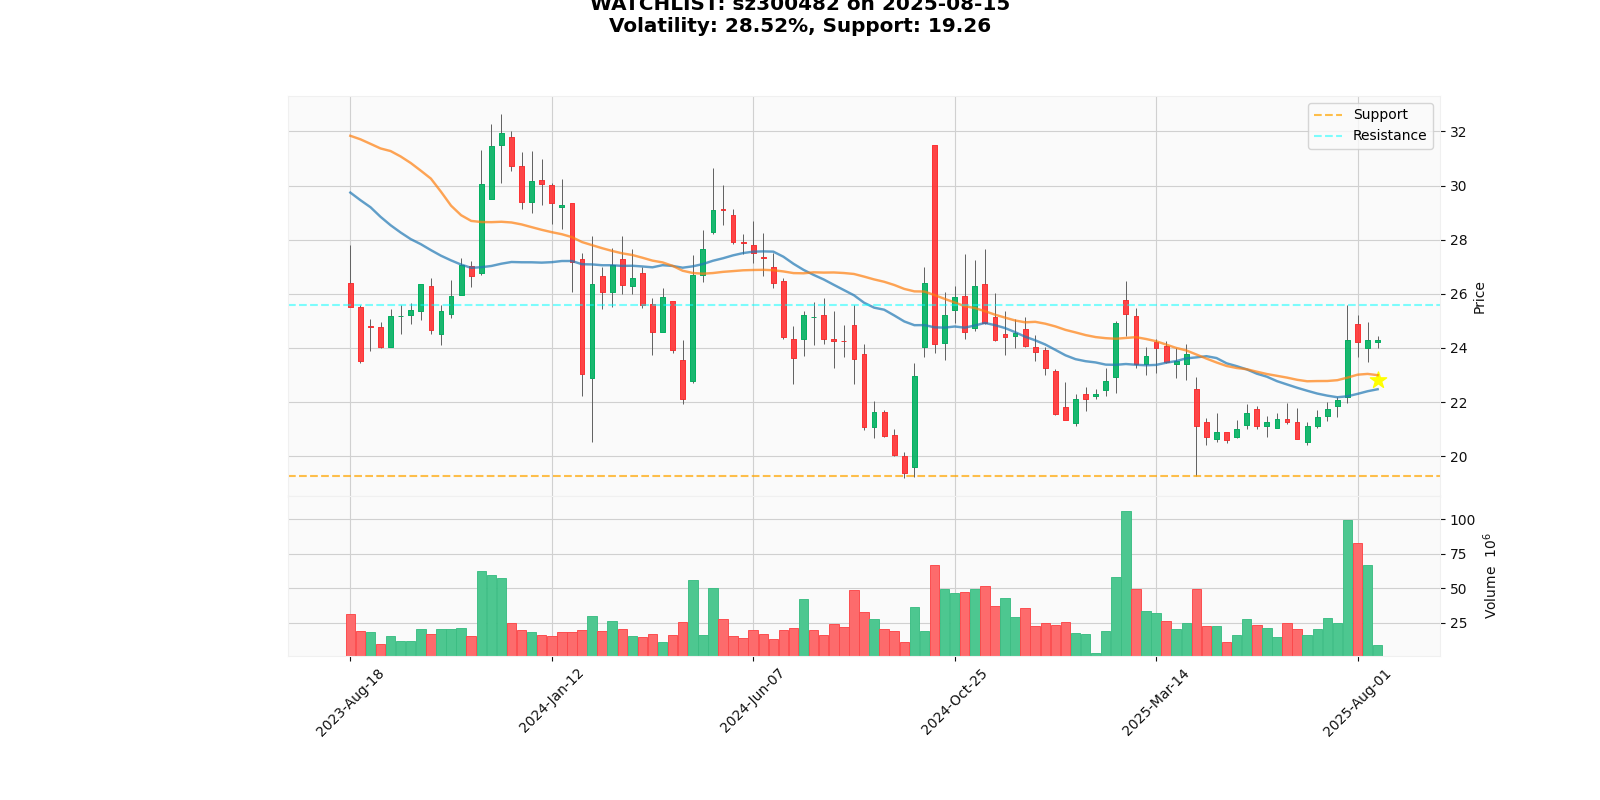 WATCHLIST: sz300482 on 2025-08-15
Volatility: 28.52%, Support: 19.26
Support
Resistance
32
30
28
26
24
22
20
Price
100
75
50
25
Volume 10⁶
2023-Aug-18
2024-Jan-12
2024-Jun-07
2024-Oct-25
2025-Mar-14
2025-Aug-01